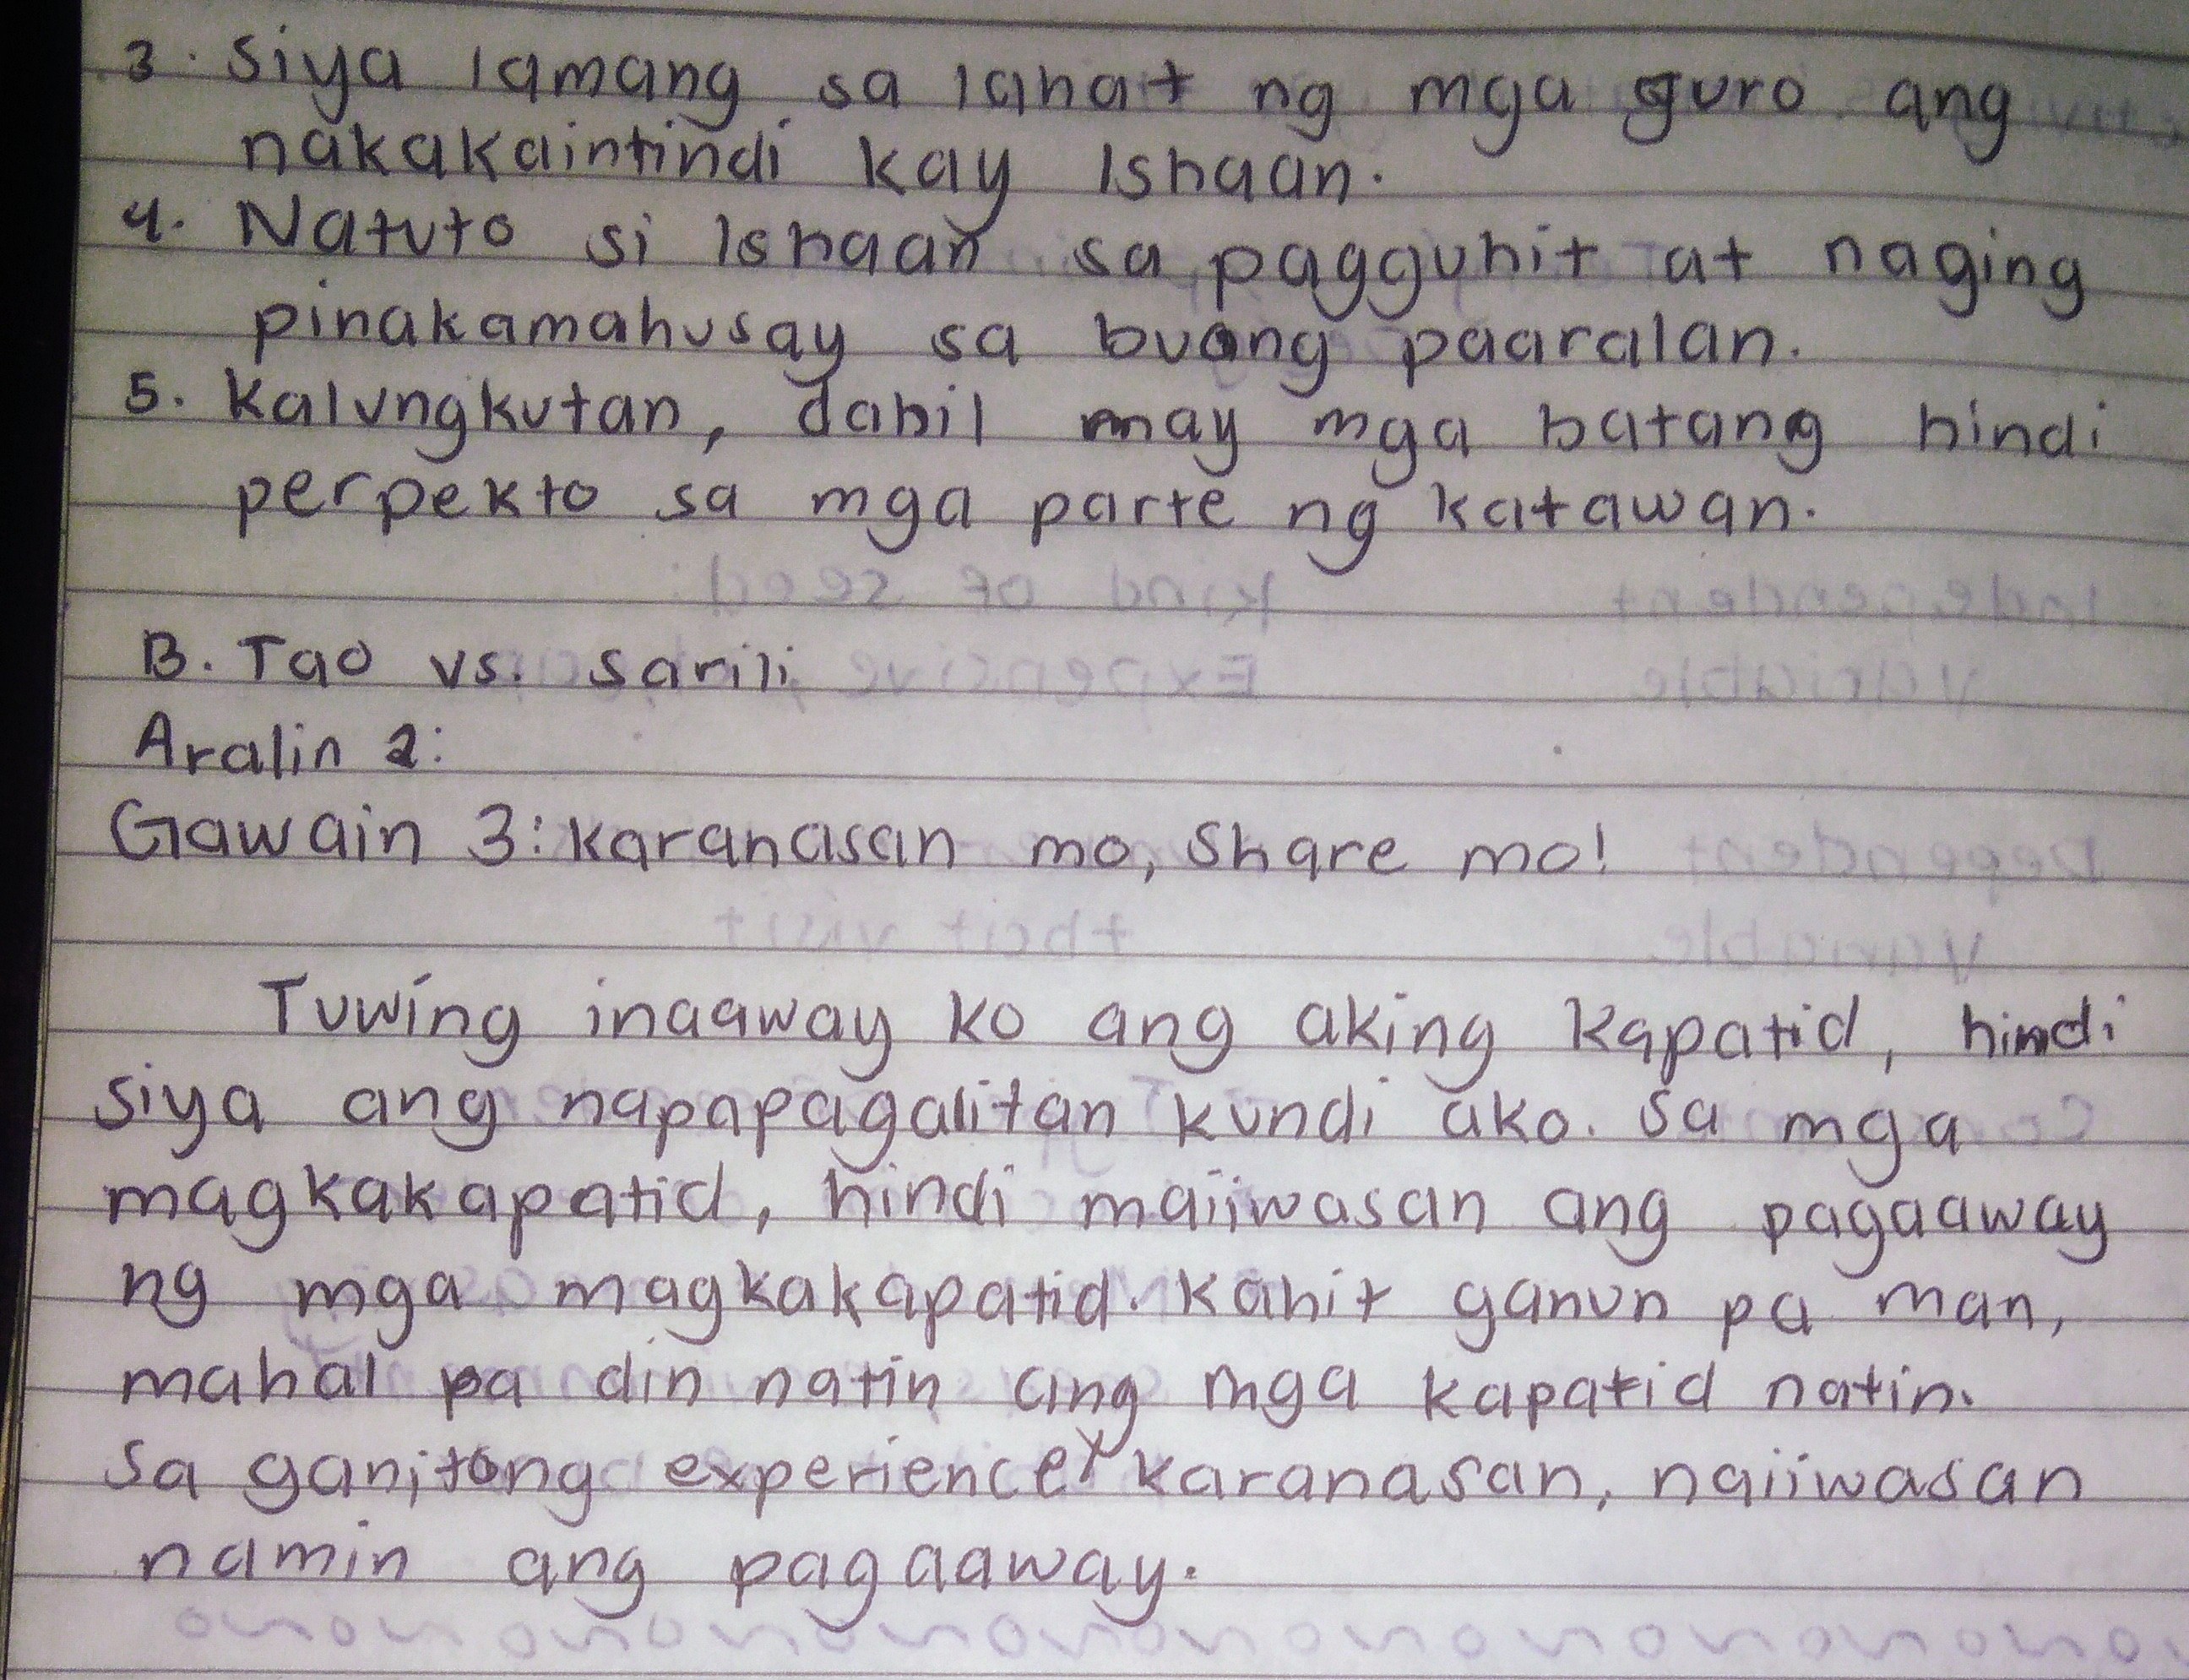 3. Siya lamang sa lahat ng mga guro ang
nakakaintindi kay Ishaan.
4. Natuto si Ishaan sa pagguhit at naging
pinakamahusay sa buong paaralan.
5. Kalungkutan, dahil may mga batang hindi
perpekto sa mga parte ng katawan.
B. Tao vs. Sarili
Aralin 2:
Gawain 3: Karanasan mo, Share mo!
Tuwing inaaway ko ang aking kapatid, hindi
siya ang napapagalitan kundi ako. Sa mga
magkakapatid, hindi maiiwasan ang pagaaway
ng mga magkakapatid. Kahit ganun pa man,
mahal pa din natin ang mga kapatid natin.
Sa ganitong experience karanasan, naiiwasan
namin ang pagaaway.